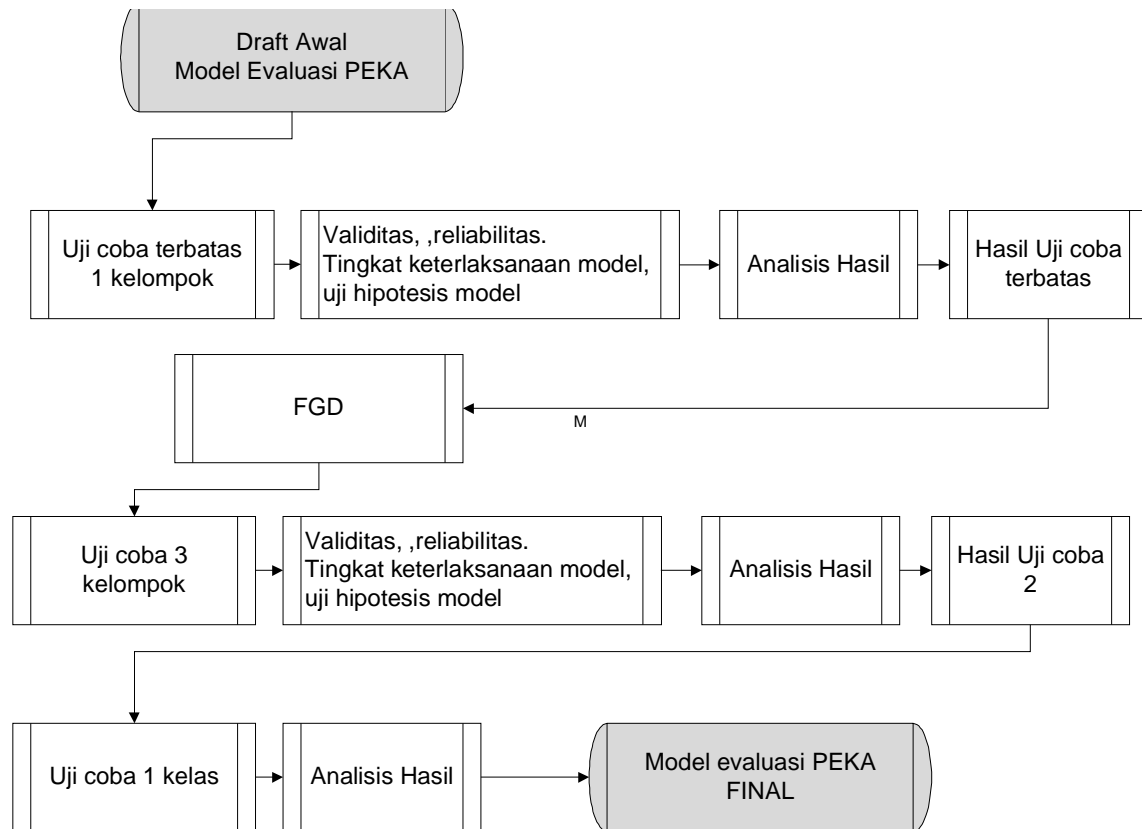 Draft Awal
Model Evaluasi PEKA
Uji coba terbatas
1 kelompok
Validitas, ,reliabilitas.
Tingkat keterlaksanaan model,
uji hipotesis model
Analisis Hasil
Hasil Uji coba
terbatas
FGD
M
Uji coba 3
kelompok
Validitas, ,reliabilitas.
Tingkat keterlaksanaan model,
uji hipotesis model
Analisis Hasil
Hasil Uji coba
2
Uji coba 1 kelas
Analisis Hasil
Model evaluasi PEKA
FINAL